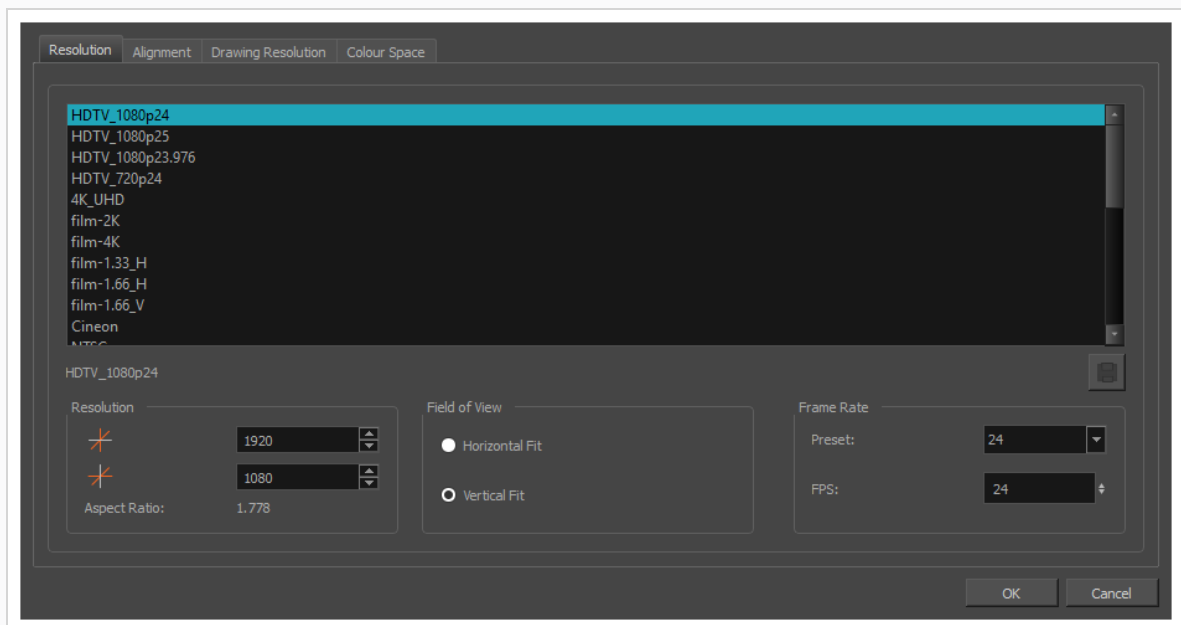 Resolution Alignment Drawing Resolution Colour Space
HDTV_1080p24
HDTV_1080p25
HDTV_1080p23.976
HDTV_720p24
4K_UHD
film-2K
film-4K
film-1.33_H
film-1.66_H
film-1.66_V
Cineon
NTSC
HDTV_1080p24
Resolution Field of View Frame Rate
1920 Horizontal Fit Preset: 24
1080 Vertical Fit FPS: 24
Aspect Ratio: 1.778
OK Cancel